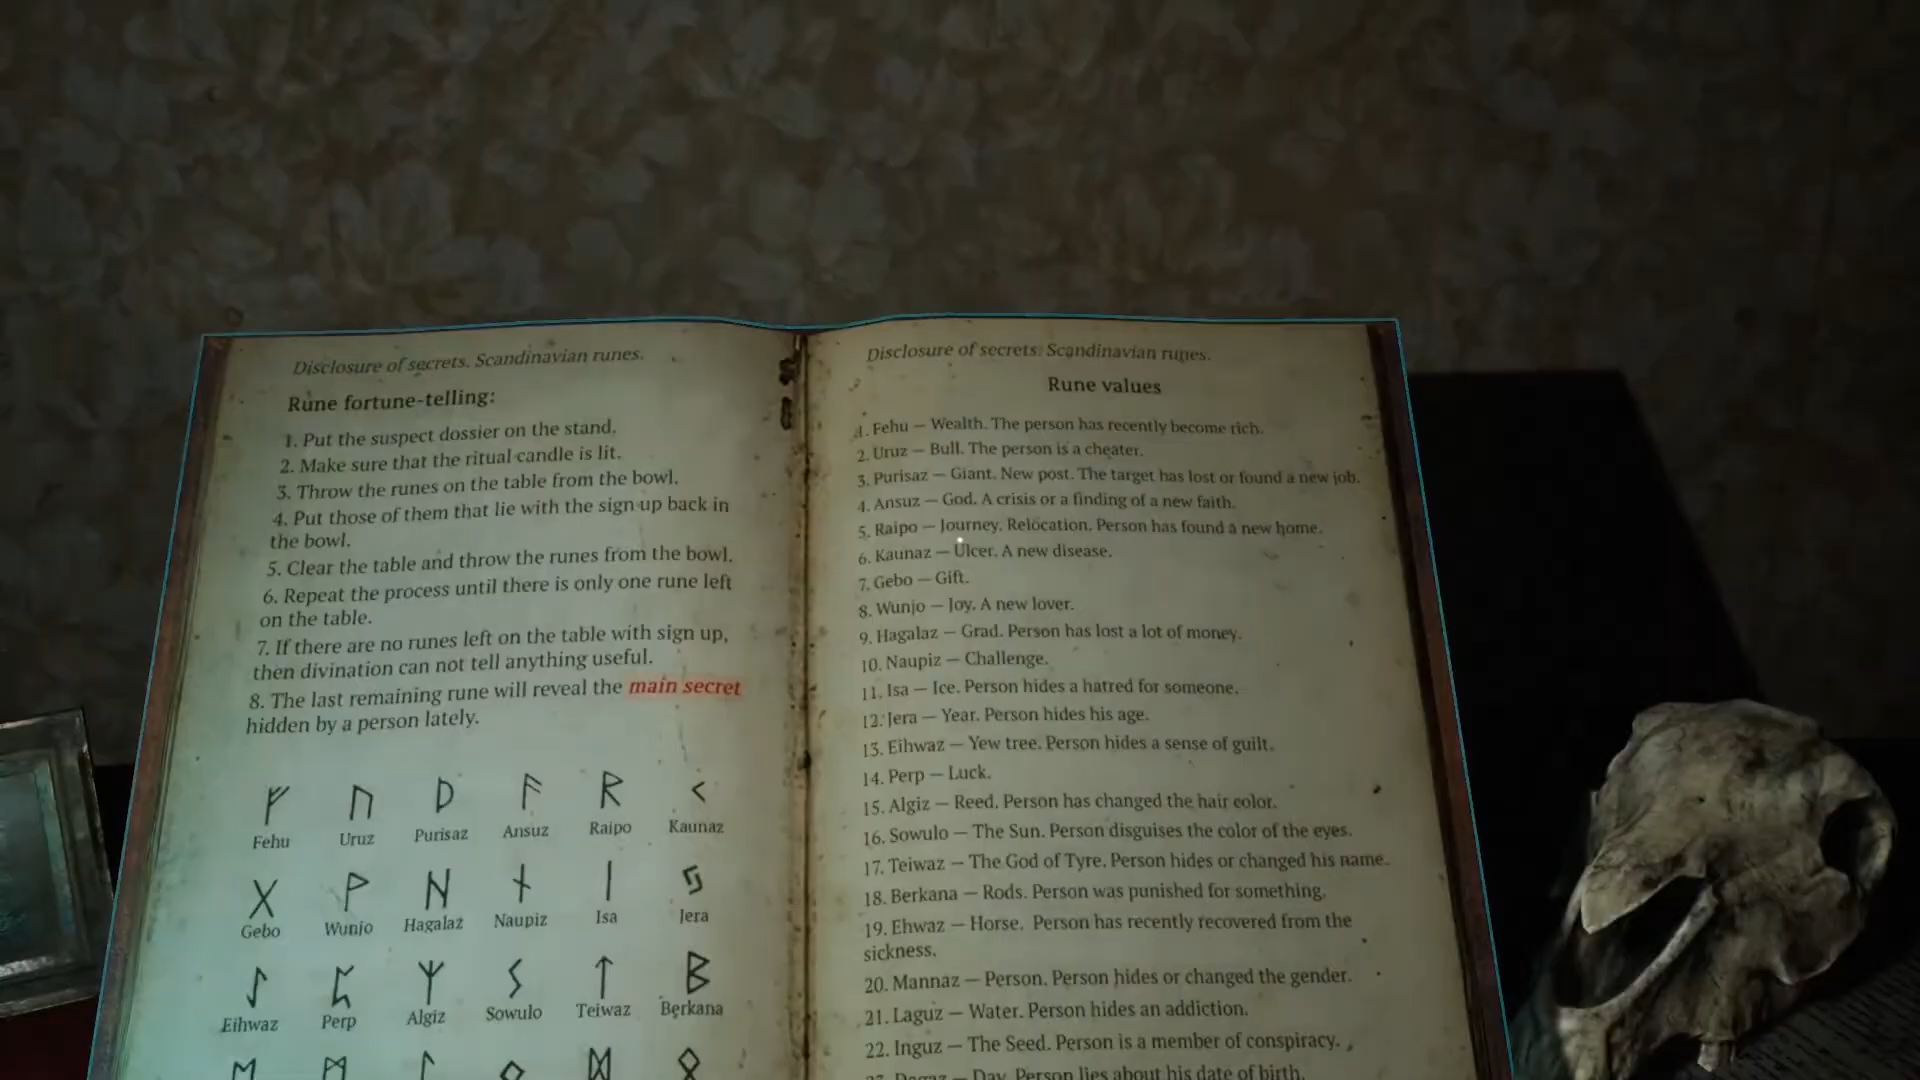 Disclosure of secrets. Scandinavian runes.
Rune fortune-telling:
1. Put the suspect dossier on the stand.
2. Make sure that the ritual candle is lit.
3. Throw the runes on the table from the bowl.
4. Put those of them that lie with the sign up back in
the bowl.
5. Clear the table and throw the runes from the bowl.
6. Repeat the process until there is only one rune left
on the table.
7. If there are no runes left on the table with sign up,
then divination can not tell anything useful.
8. The last remaining rune will reveal the main secret
hidden by a person lately.
ᚠ ᚢ ᚦ ᚨ ᚱ ᚲ
Fehu Uruz Purisaz Ansuz Raipo Kaunaz
ᚷ ᚹ ᚺ ᚾ ᛁ ᛃ
Gebo Wunjo Hagalaz Naupiz Isa Jera
ᛇ ᛈ ᛉ ᛊ ᛏ ᛒ
Eihwaz Perp Algiz Sowulo Teiwaz Berkana
Disclosure of secrets. Scandinavian runes.
Rune values
1. Fehu — Wealth. The person has recently become rich.
2. Uruz — Bull. The person is a cheater.
3. Purisaz — Giant. New post. The target has lost or found a new job.
4. Ansuz — God. A crisis or a finding of a new faith.
5. Raipo — Journey. Relocation. Person has found a new home.
6. Kaunaz — Ulcer. A new disease.
7. Gebo — Gift.
8. Wunjo — Joy. A new lover.
9. Hagalaz — Grad. Person has lost a lot of money.
10. Naupiz — Challenge.
11. Isa — Ice. Person hides a hatred for someone.
12. Jera — Year. Person hides his age.
13. Eihwaz — Yew tree. Person hides a sense of guilt.
14. Perp — Luck.
15. Algiz — Reed. Person has changed the hair color.
16. Sowulo — The Sun. Person disguises the color of the eyes.
17. Teiwaz — The God of Tyre. Person hides or changed his name.
18. Berkana — Rods. Person was punished for something.
19. Ehwaz — Horse. Person has recently recovered from the
sickness.
20. Mannaz — Person. Person hides or changed the gender.
21. Laguz — Water. Person hides an addiction.
22. Inguz — The Seed. Person is a member of conspiracy.
Day. Person lies about his date of birth.